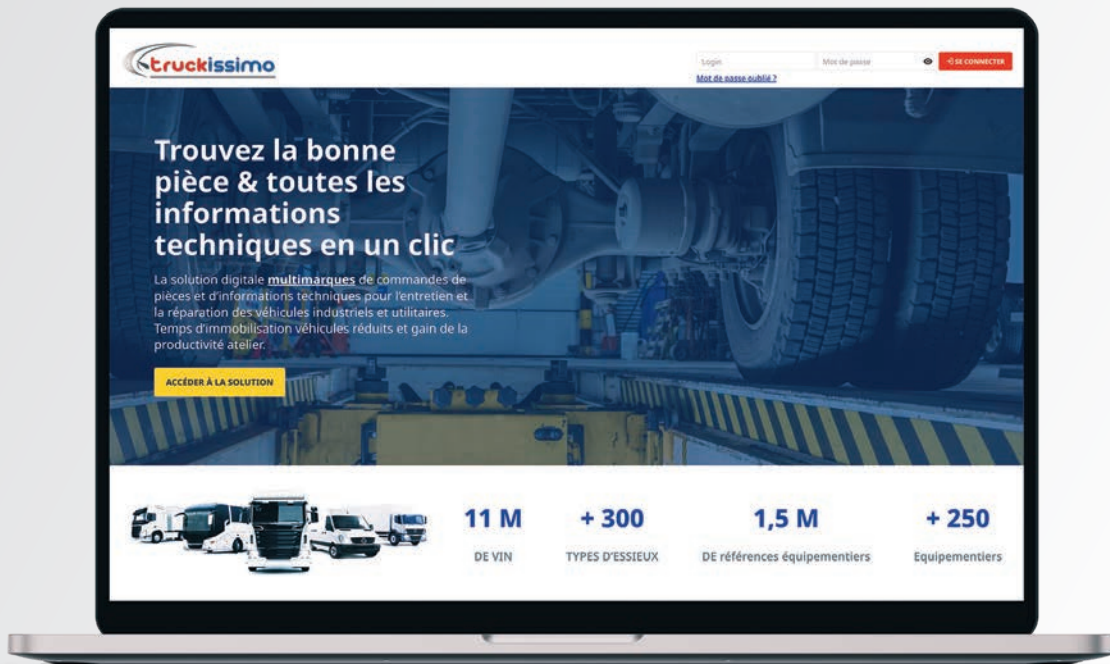 truckissimo
Login
Mot de passe
SE CONNECTER
Mot de passe oublié ?
Trouvez la bonne
pièce & toutes les
informations
techniques en un clic
La solution digitale multimarques de commandes de
pièces et d'informations techniques pour l'entretien et
la réparation des véhicules industriels et utilitaires.
Temps d'immobilisation véhicules réduits et gain de la
productivité atelier.
ACCÉDER À LA SOLUTION
11 M
+ 300
1,5 M
+ 250
DE VIN
TYPES D'ESSIEUX
DE références équipementiers
Equipementiers